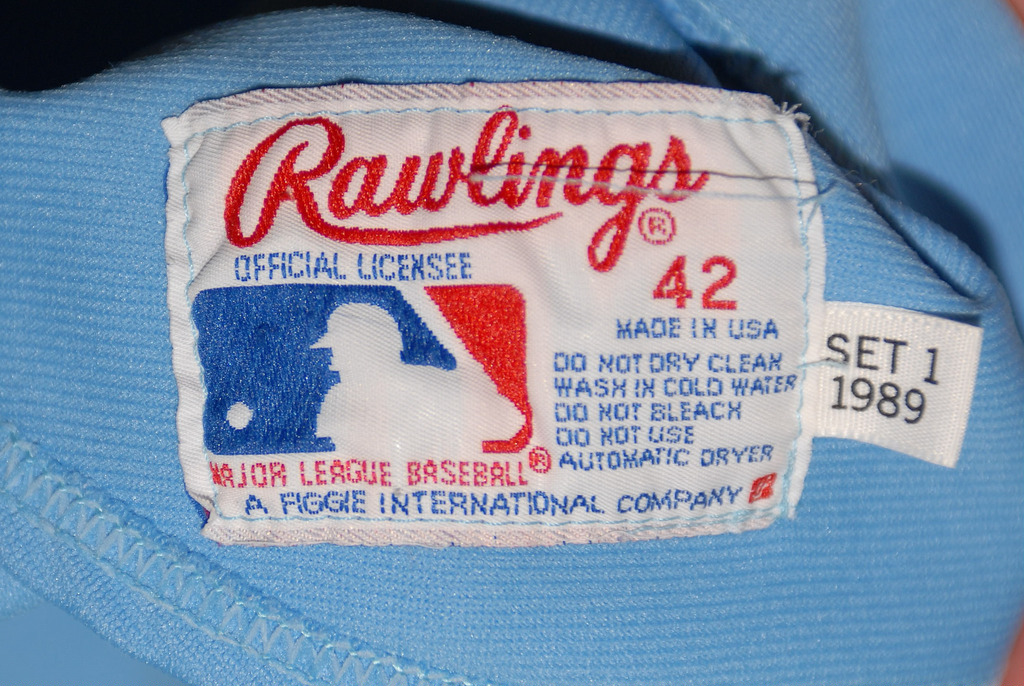 Rawlings ®
OFFICIAL LICENSEE
42
MADE IN USA
DO NOT DRY CLEAN
WASH IN COLD WATER
DO NOT BLEACH
DO NOT USE
AUTOMATIC DRYER
MAJOR LEAGUE BASEBALL ®
A FIGGIE INTERNATIONAL COMPANY
SET 1
1989